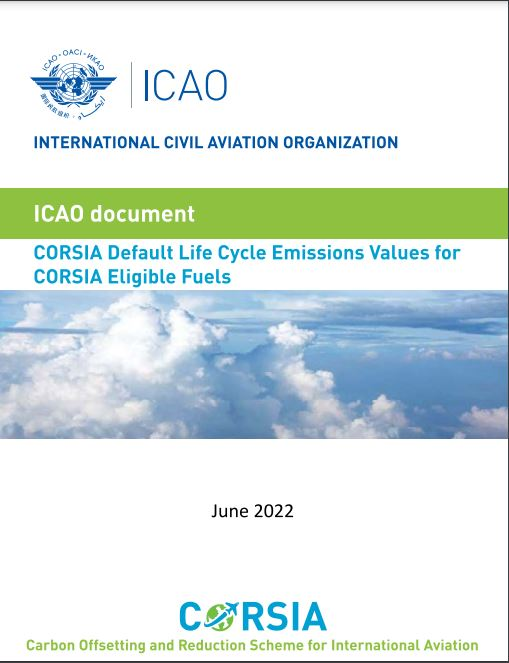 ICAO · OACI · ИКАО
ICAO
INTERNATIONAL CIVIL AVIATION ORGANIZATION
ICAO document
CORSIA Default Life Cycle Emissions Values for
CORSIA Eligible Fuels
June 2022
CORSIA
Carbon Offsetting and Reduction Scheme for International Aviation